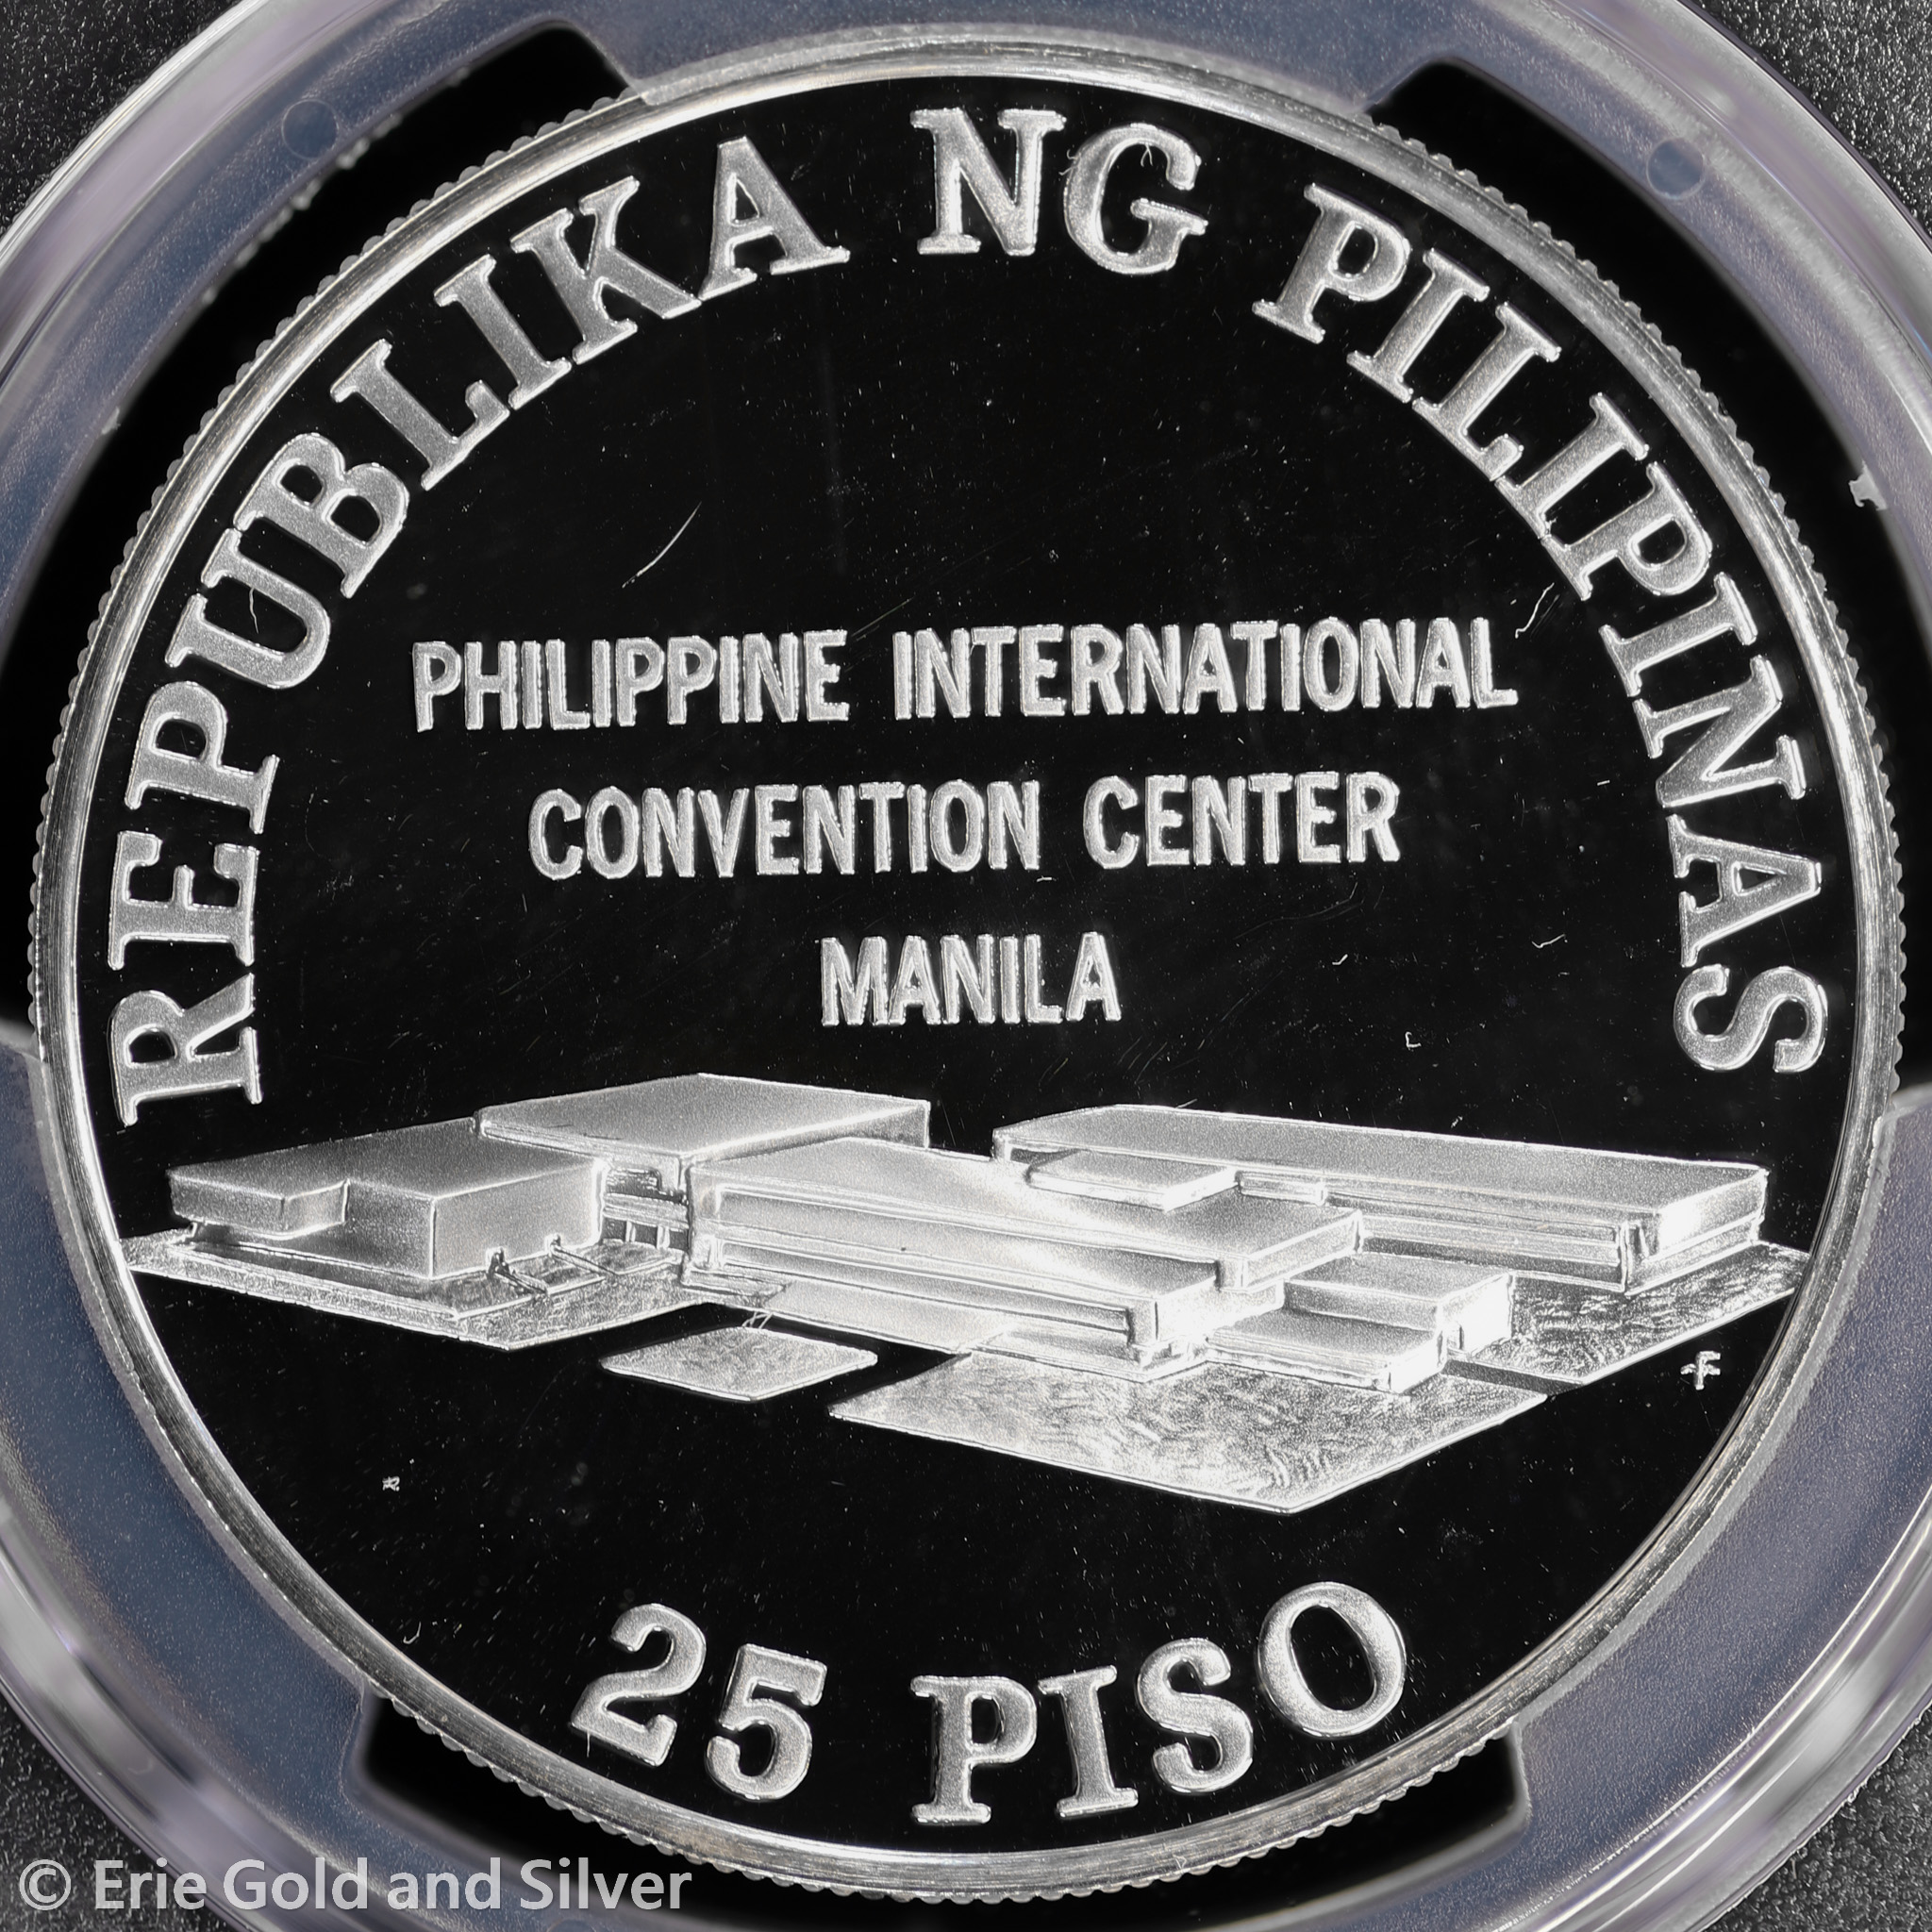 REPUBLIKA NG PILIPINAS
PHILIPPINE INTERNATIONAL
CONVENTION CENTER
MANILA
25 PISO
© Erie Gold and Silver